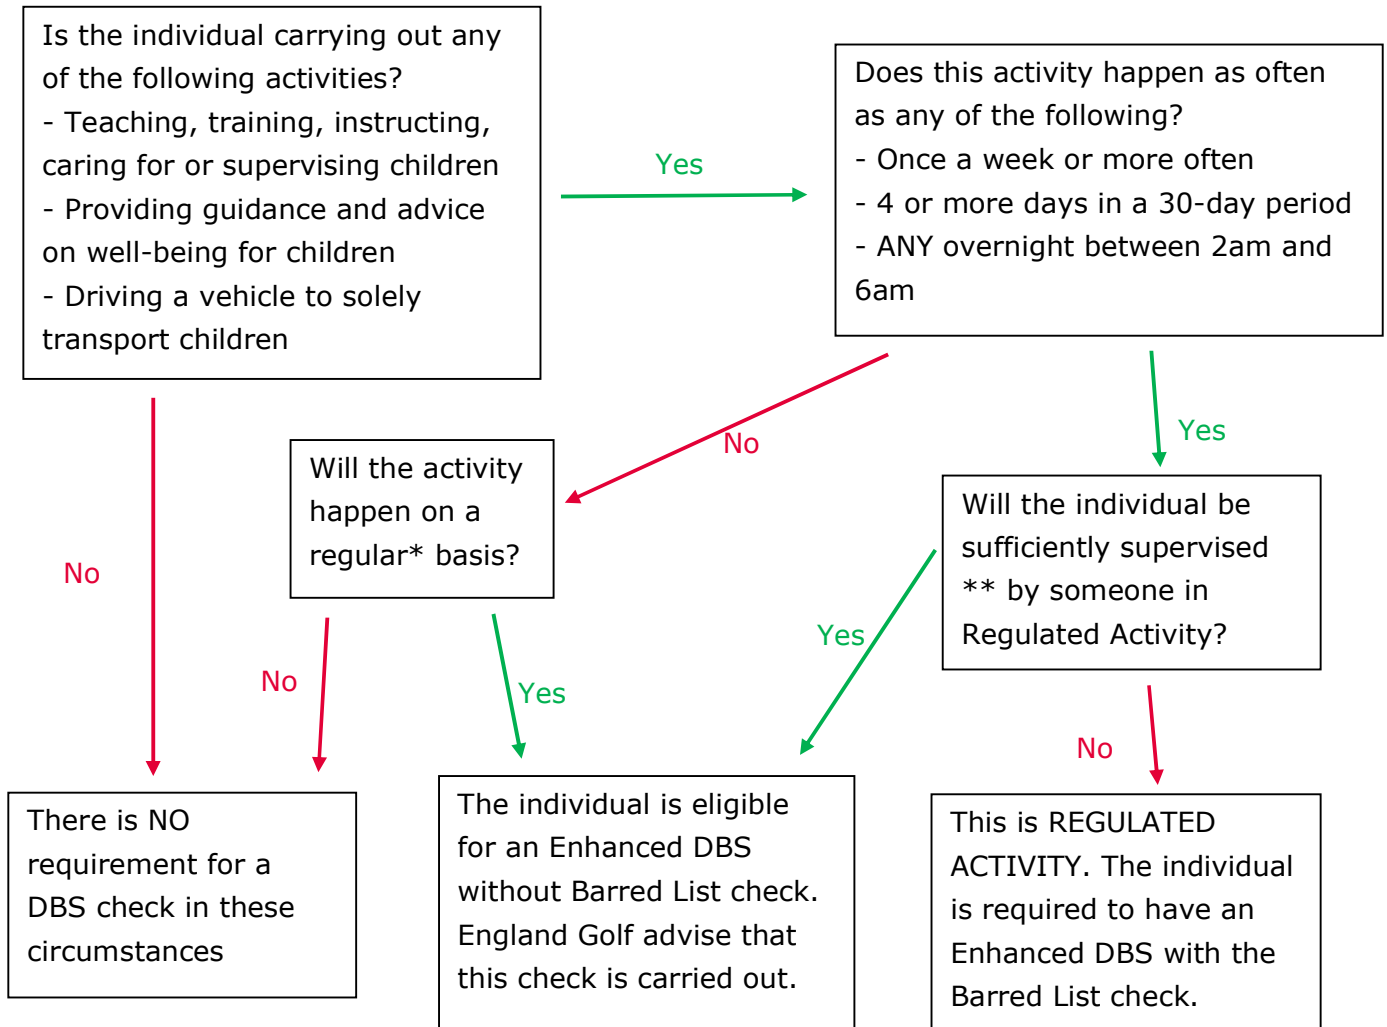 Is the individual carrying out any
of the following activities?
- Teaching, training, instructing,
caring for or supervising children
- Providing guidance and advice
on well-being for children
- Driving a vehicle to solely
transport children
Yes
Does this activity happen as often
as any of the following?
- Once a week or more often
- 4 or more days in a 30-day period
- ANY overnight between 2am and
6am
No
No
Yes
Will the activity
happen on a
regular* basis?
Will the individual be
sufficiently supervised
** by someone in
Regulated Activity?
No
Yes
Yes
No
There is NO
requirement for a
DBS check in these
circumstances
The individual is eligible
for an Enhanced DBS
without Barred List check.
England Golf advise that
this check is carried out.
This is REGULATED
ACTIVITY. The individual
is required to have an
Enhanced DBS with the
Barred List check.